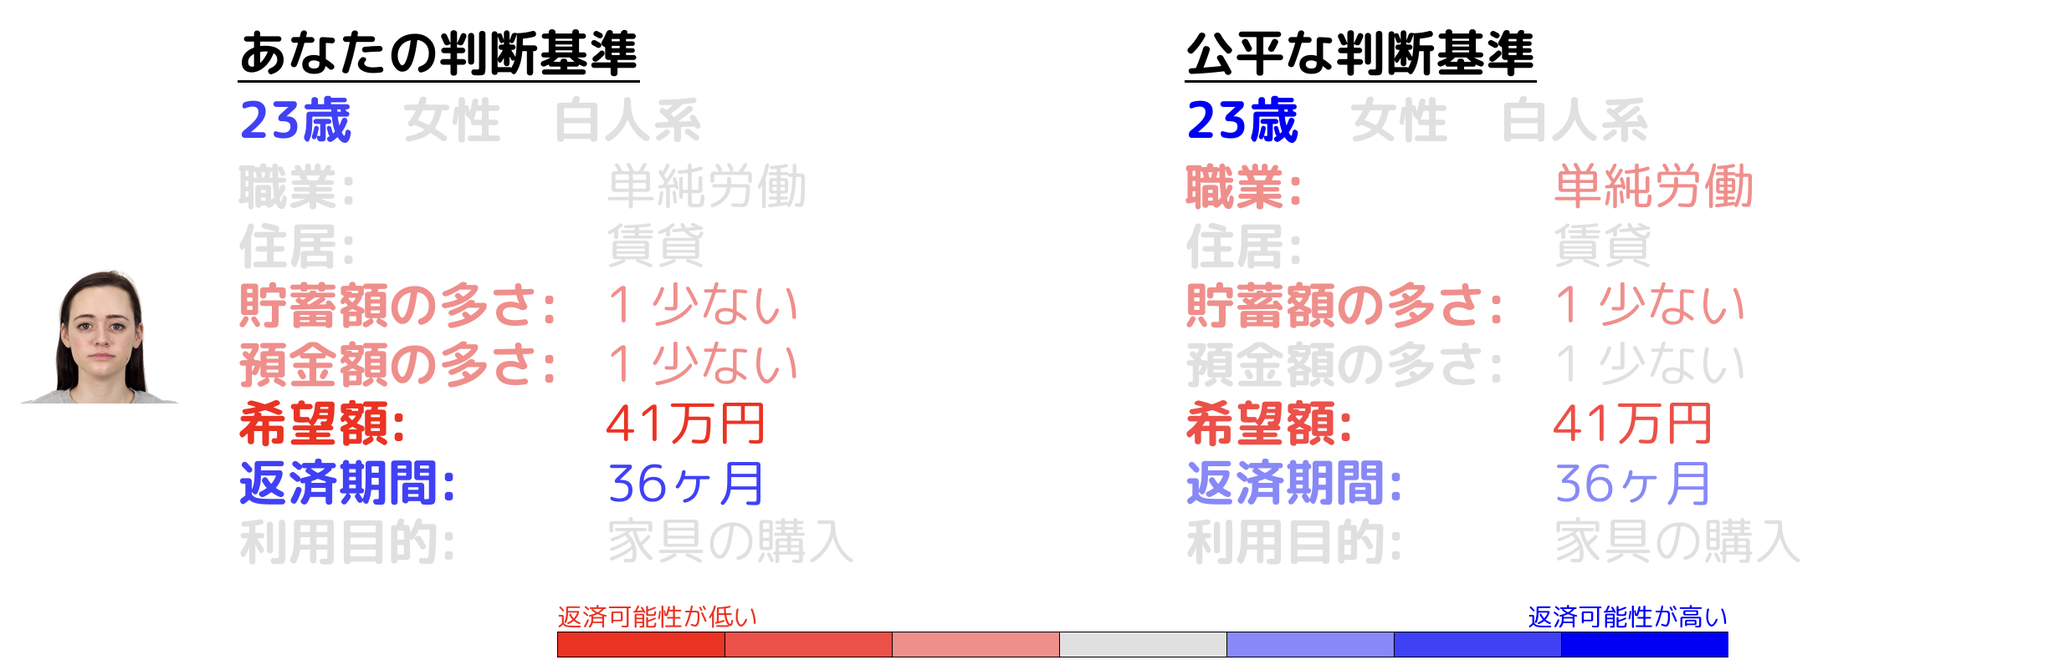 あなたの判断基準
23歳 女性 白人系
職業: 単純労働
住居: 賃貸
貯蓄額の多さ: 1 少ない
預金額の多さ: 1 少ない
希望額: 41万円
返済期間: 36ヶ月
利用目的: 家具の購入
公平な判断基準
23歳 女性 白人系
職業: 単純労働
住居: 賃貸
貯蓄額の多さ: 1 少ない
預金額の多さ: 1 少ない
希望額: 41万円
返済期間: 36ヶ月
利用目的: 家具の購入
返済可能性が低い
返済可能性が高い